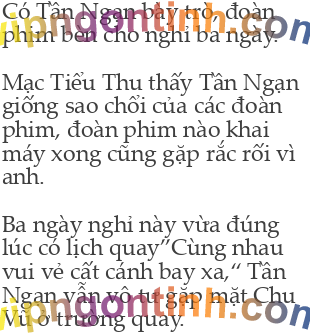 Có Tần Ngạn bày trò, đoàn
phim bèn cho nghỉ ba ngày.
Mạc Tiểu Thu thấy Tần Ngạn
giống sao chổi của các đoàn
phim, đoàn phim nào khai
máy xong cũng gặp rắc rối vì
anh.
Ba ngày nghỉ này vừa đúng
lúc có lịch quay”Cùng nhau
vui vẻ cất cánh bay xa,“ Tần
Ngạn vẫn vô tư gặp mặt Chu
Vũ ở trường quay.